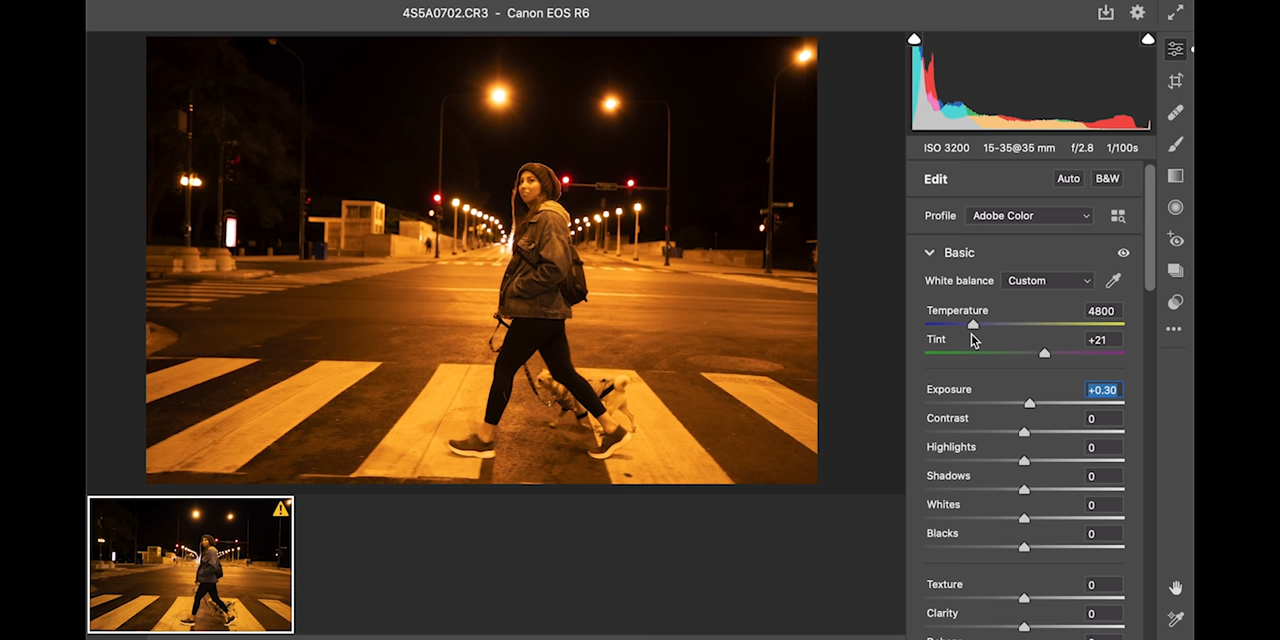 4S5A0702.CR3 - Canon EOS R6
ISO 3200 15-35@35 mm f/2.8 1/100s
Edit Auto B&W
Profile Adobe Color
Basic
White balance Custom
Temperature 4800
Tint +21
Exposure +0.30
Contrast 0
Highlights 0
Shadows 0
Whites 0
Blacks 0
Texture 0
Clarity 0